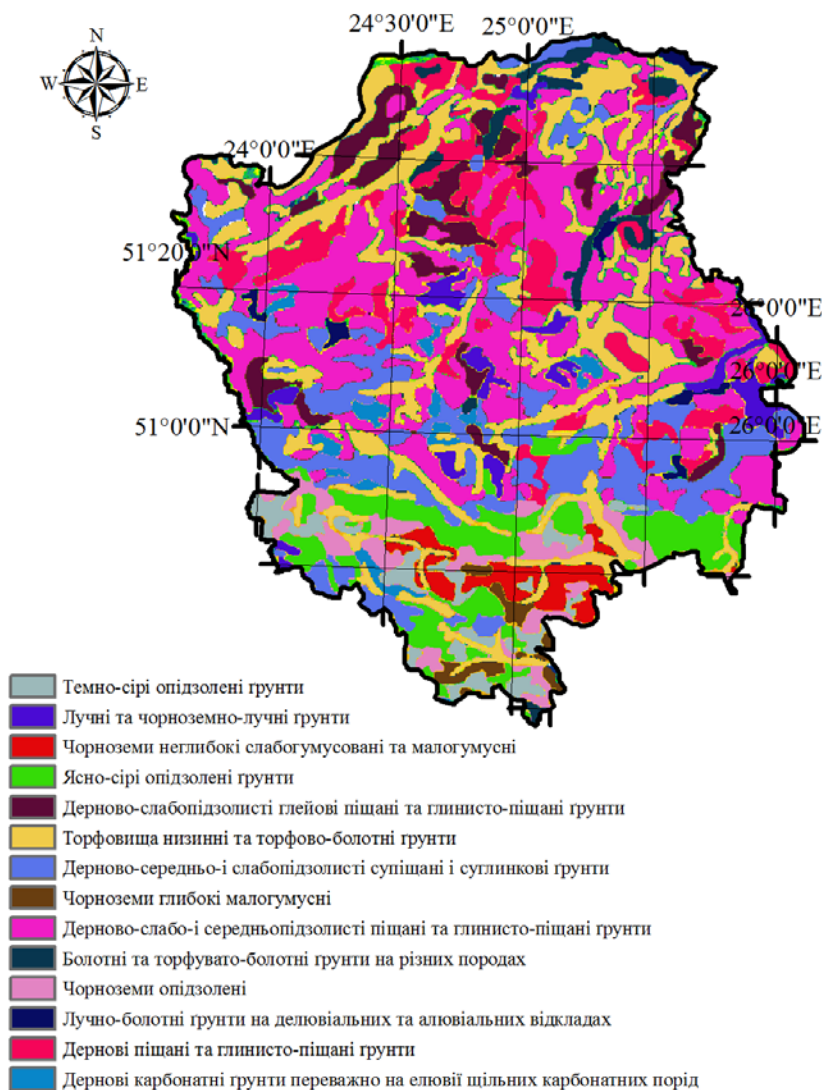 24°30'0"E
25°0'0"E
N
W
E
S
24°0'0"E
51°20'0"N
26°0'0"E
26°0'0"E
51°0'0"N
26°0'0"E
Темно-сірі опідзолені ґрунти
Лучні та чорноземно-лучні ґрунти
Чорноземи неглибокі слабогумусовані та малогумусні
Ясно-сірі опідзолені ґрунти
Дерново-слабопідзолисті глейові піщані та глинисто-піщані ґрунти
Торфовища низинні та торфово-болотні ґрунти
Дерново-середньо-і слабопідзолисті супіщані і суглинкові ґрунти
Чорноземи глибокі малогумусні
Дерново-слабо-і середньопідзолисті піщані та глинисто-піщані ґрунти
Болотні та торфувато-болотні ґрунти на різних породах
Чорноземи опідзолені
Лучно-болотні ґрунти на делювіальних та алювіальних відкладах
Дернові піщані та глинисто-піщані ґрунти
Дернові карбонатні ґрунти переважно на елювії щільних карбонатних порід